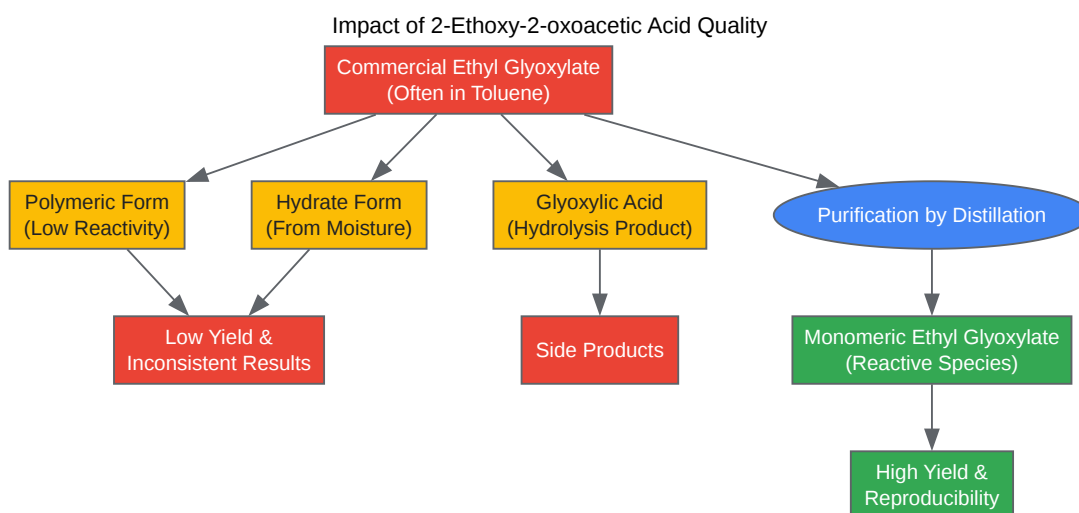 Impact of 2-Ethoxy-2-oxoacetic Acid Quality
Commercial Ethyl Glyoxylate
(Often in Toluene)
Polymeric Form
(Low Reactivity)
Hydrate Form
(From Moisture)
Glyoxylic Acid
(Hydrolysis Product)
Purification by Distillation
Low Yield &
Inconsistent Results
Side Products
Monomeric Ethyl Glyoxylate
(Reactive Species)
High Yield &
Reproducibility